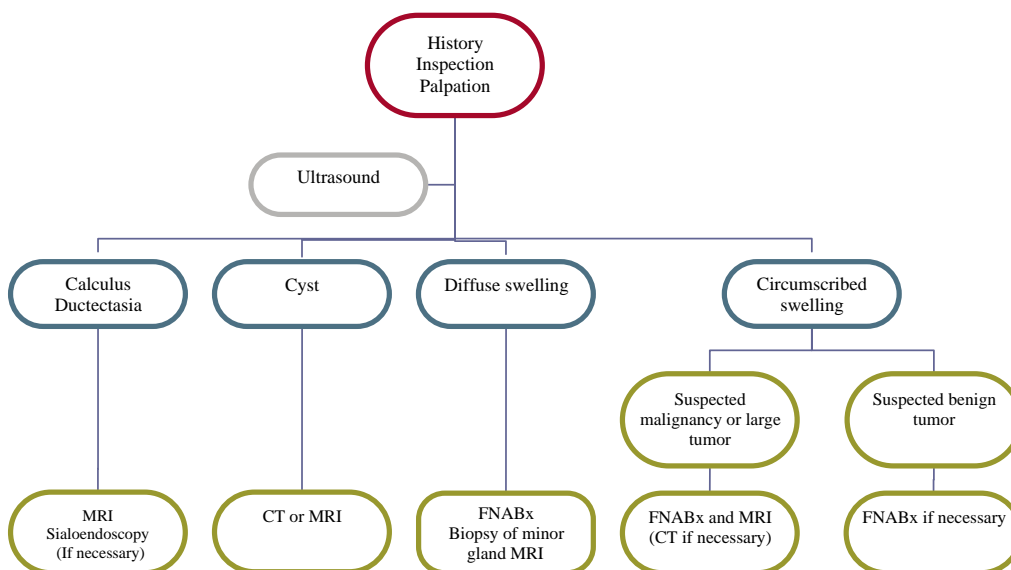 History
Inspection
Palpation
Ultrasound
Calculus
Ductectasia
Cyst
Diffuse swelling
Circumscribed
swelling
Suspected
malignancy or large
tumor
Suspected benign
tumor
MRI
Sialoendoscopy
(If necessary)
CT or MRI
FNABx
Biopsy of minor
gland MRI
FNABx and MRI
(CT if necessary)
FNABx if necessary